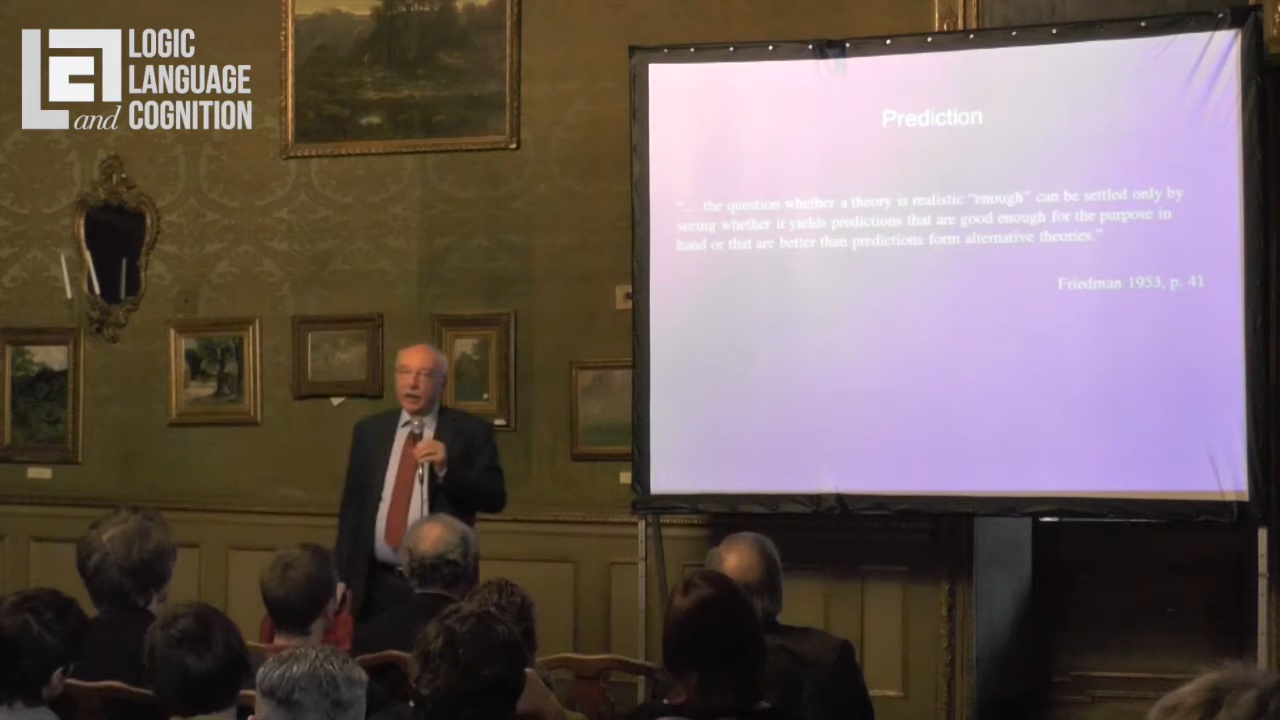 LOGIC
LANGUAGE
and COGNITION
Prediction
"... the question whether a theory is realistic "enough" can be settled only by
seeing whether it yields predictions that are good enough for the purpose in
hand or that are better than predictions form alternative theories."
Friedman 1953, p. 41